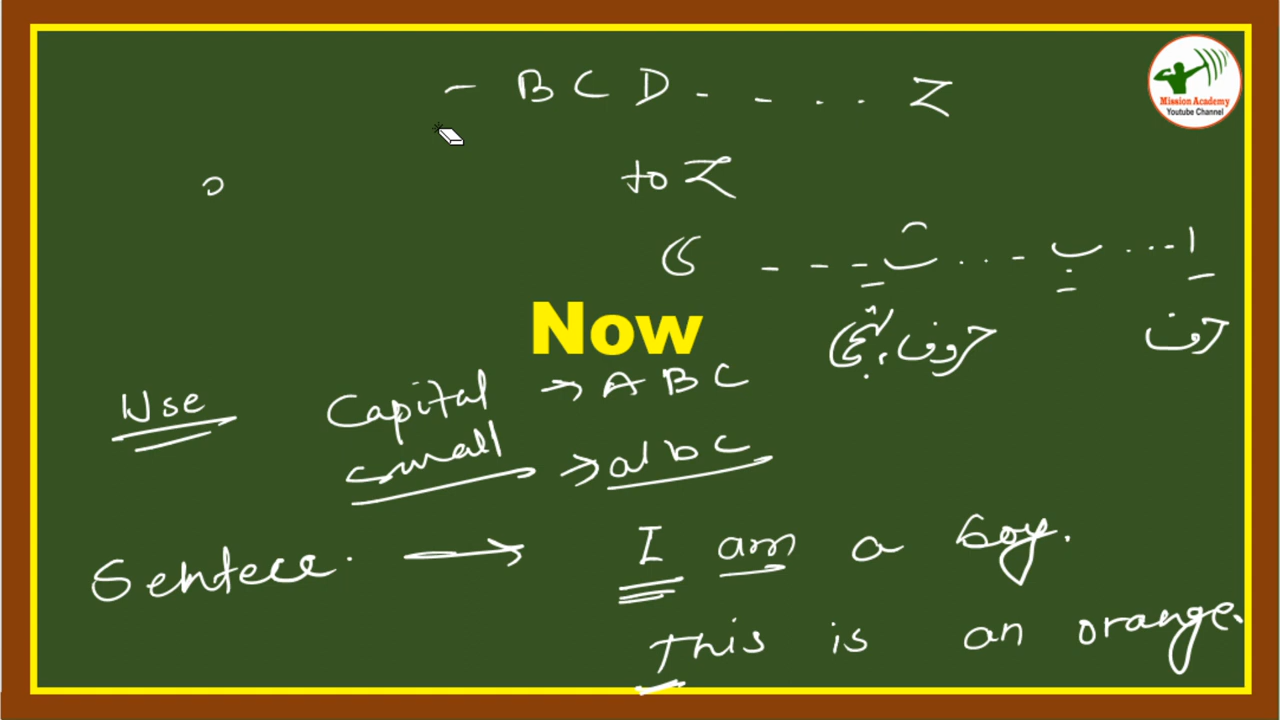 Mission Academy
Youtube Channel
- B C D - - . . . Z
to Z
ا ---- ب ---- ت --- ی
حرف حروف تہجی
Now
Use Capital → A B C
small → a b c
Sentece. → I am a boy.
This is an orange.